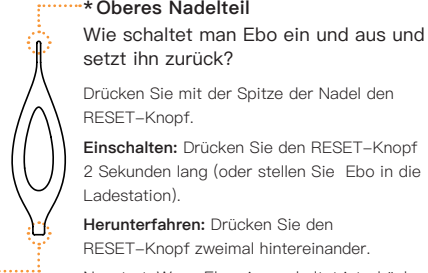 * Oberes Nadelteil
Wie schaltet man Ebo ein und aus und
setzt ihn zurück?
Drücken Sie mit der Spitze der Nadel den
RESET-Knopf.
Einschalten: Drücken Sie den RESET-Knopf
2 Sekunden lang (oder stellen Sie Ebo in die
Ladestation).
Herunterfahren: Drücken Sie den
RESET-Knopf zweimal hintereinander.